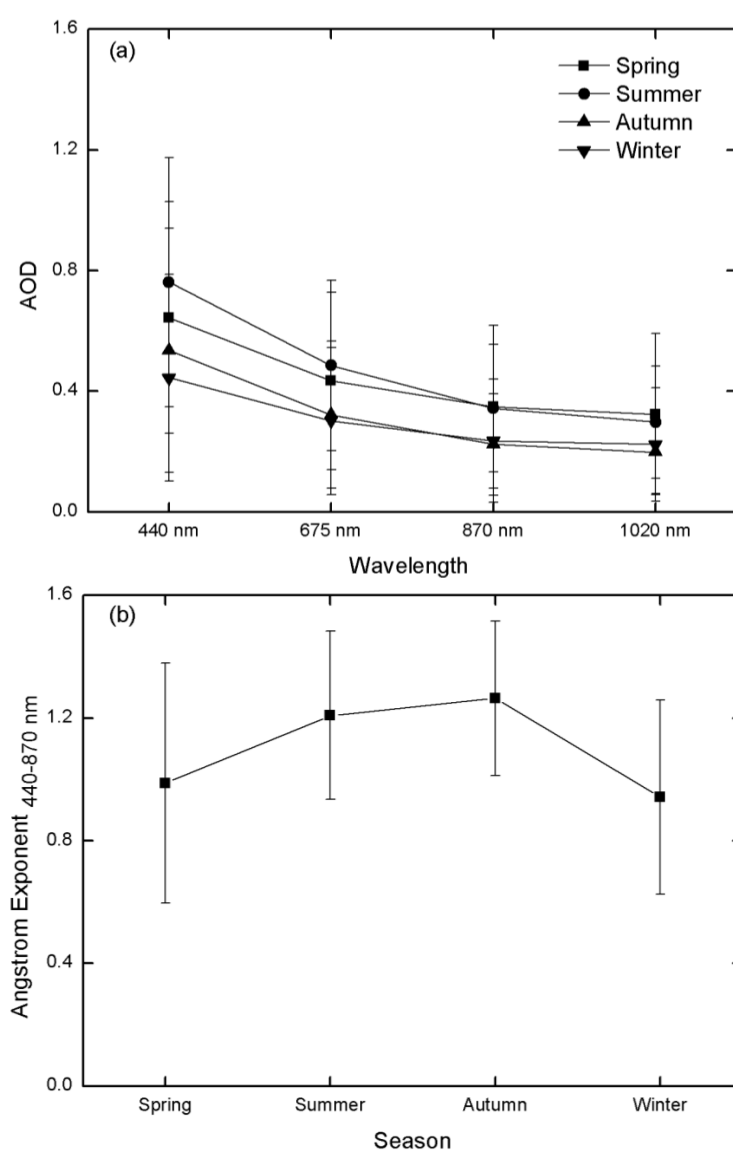 1.6
(a)
Spring
Summer
Autumn
Winter
1.2
0.8
0.4
0.0
AOD
440 nm
675 nm
870 nm
1020 nm
Wavelength
1.6
(b)
1.2
0.8
0.4
0.0
Angstrom Exponent 440-870 nm
Spring
Summer
Autumn
Winter
Season